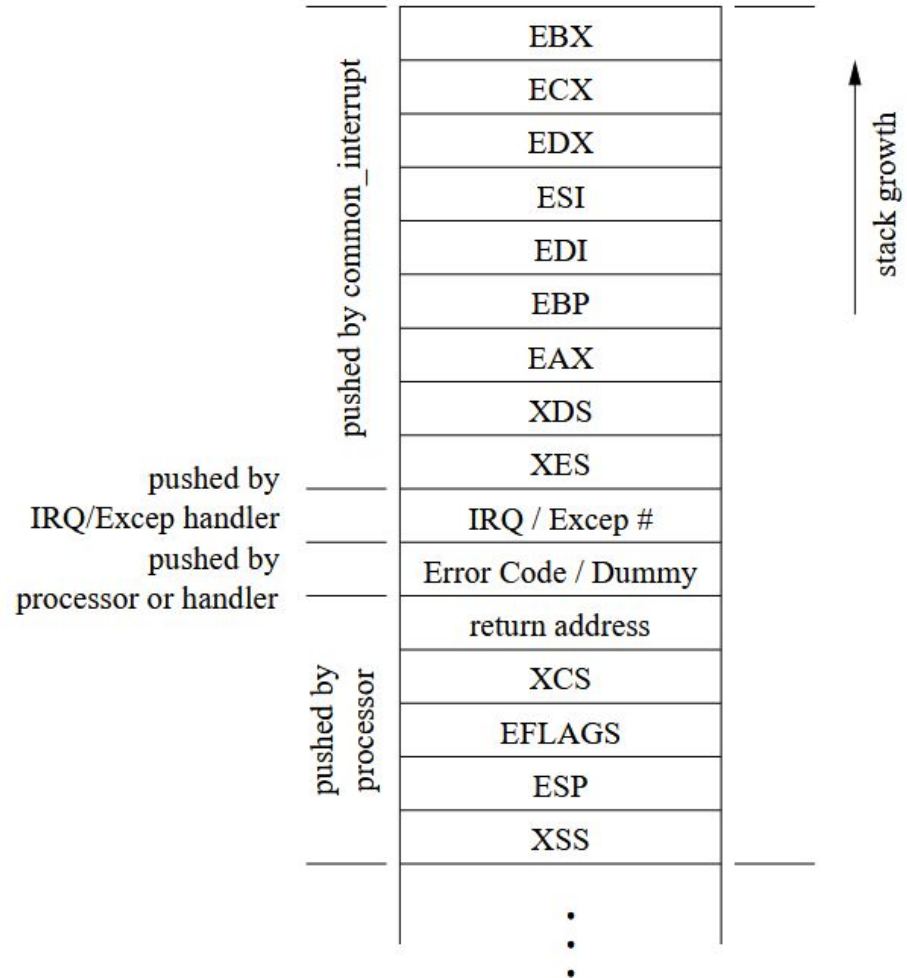 EBX
ECX
EDX
ESI
EDI
EBP
EAX
XDS
XES
IRQ / Excep #
Error Code / Dummy
return address
XCS
EFLAGS
ESP
XSS
pushed by common_interrupt
pushed by
IRQ/Excep handler
pushed by
processor or handler
pushed by
processor
stack growth